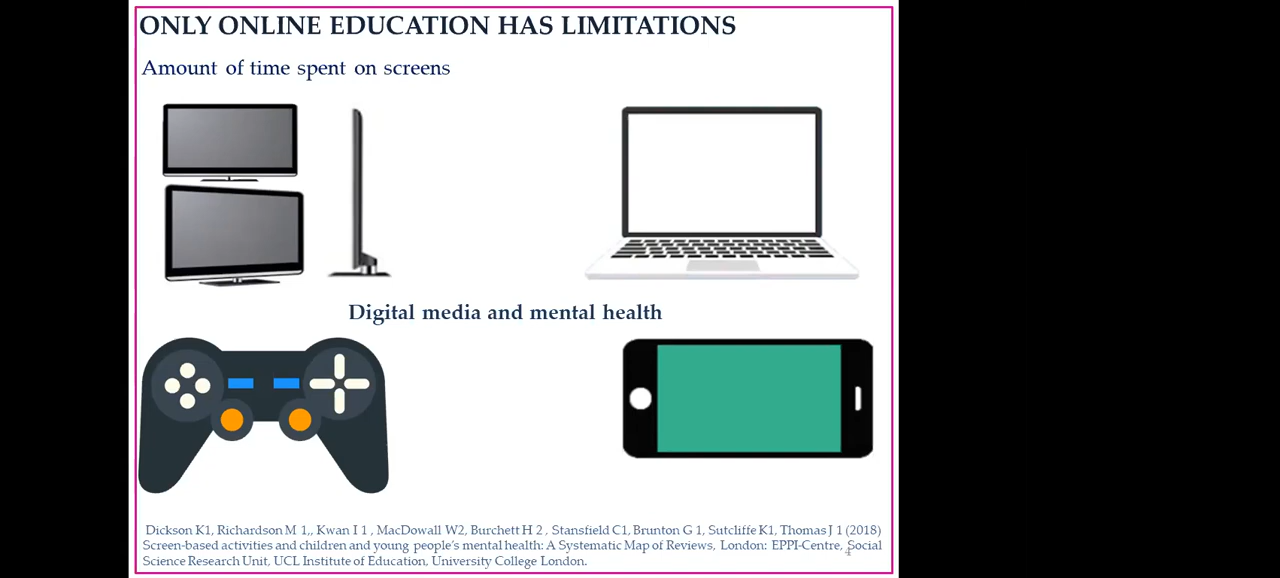 ONLY ONLINE EDUCATION HAS LIMITATIONS
Amount of time spent on screens
Digital media and mental health
Dickson K1, Richardson M 1,, Kwan I 1 , MacDowall W2, Burchett H 2 , Stansfield C1, Brunton G 1, Sutcliffe K1, Thomas J 1 (2018)
Screen-based activities and children and young people's mental health: A Systematic Map of Reviews, London: EPPI-Centre, Social
Science Research Unit, UCL Institute of Education, University College London.
4